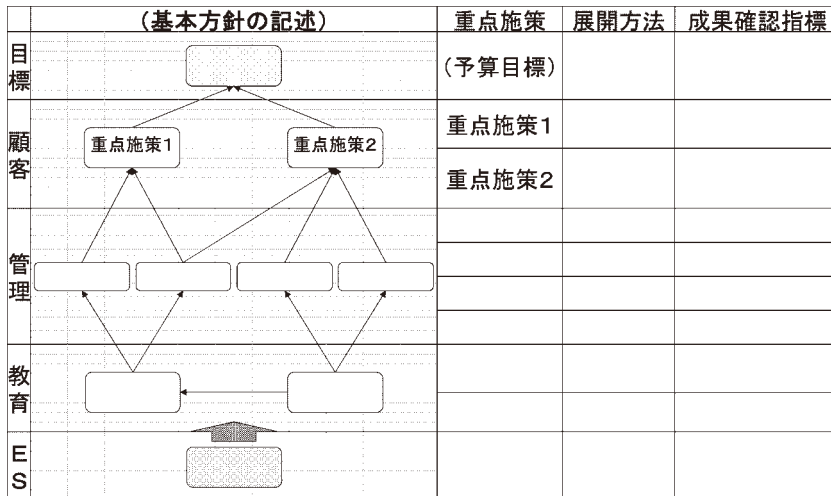 (基本方針の記述) 重点施策 展開方法 成果確認指標
目標 (予算目標)
顧客 重点施策1 重点施策2 重点施策1
重点施策2
管理
教育
ES